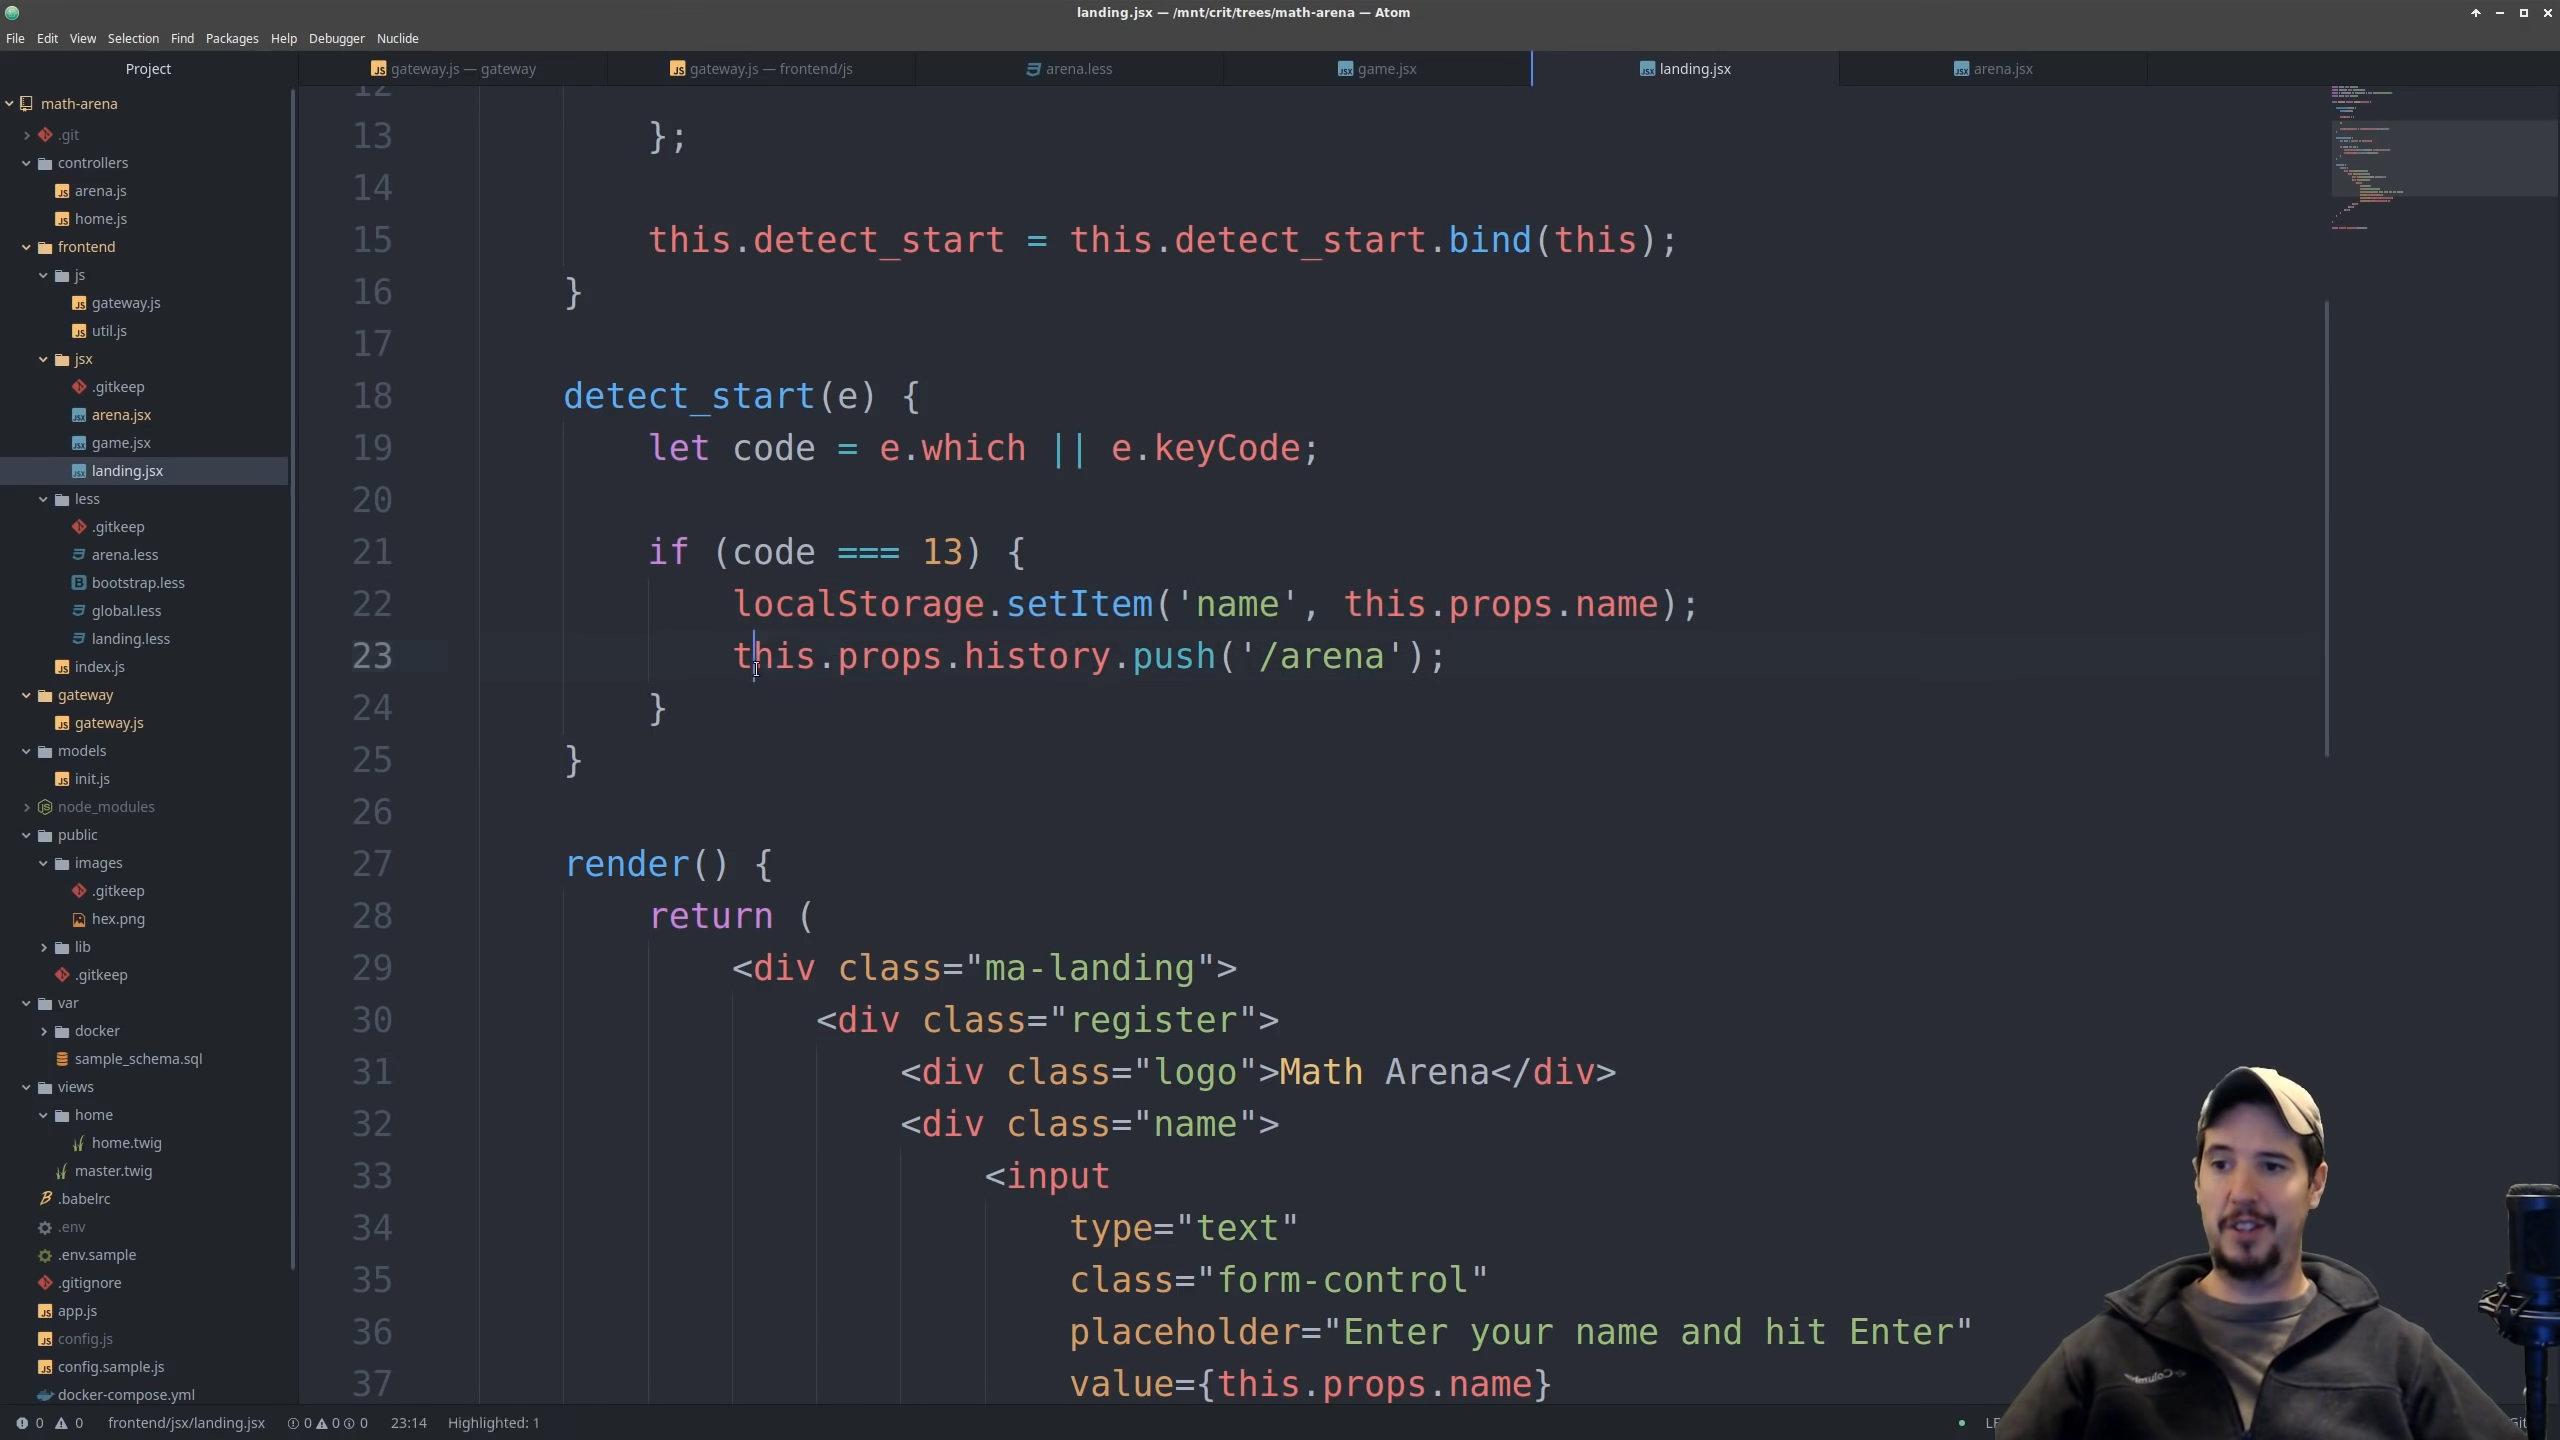 landing.jsx — /mnt/crit/trees/math-arena — Atom
File Edit View Selection Find Packages Help Debugger Nuclide
Project
math-arena
.git
controllers
arena.js
home.js
frontend
js
gateway.js
util.js
jsx
.gitkeep
arena.jsx
game.jsx
landing.jsx
less
.gitkeep
arena.less
bootstrap.less
global.less
landing.less
index.js
gateway
gateway.js
models
init.js
node_modules
public
images
.gitkeep
hex.png
lib
.gitkeep
var
docker
sample_schema.sql
views
home
home.twig
master.twig
.babelrc
.env
.env.sample
.gitignore
app.js
config.js
config.sample.js
docker-compose.yml
gateway.js — gateway gateway.js — frontend/js arena.less game.jsx landing.jsx arena.jsx
12
13 };
14
15 this.detect_start = this.detect_start.bind(this);
16 }
17
18 detect_start(e) {
19 let code = e.which || e.keyCode;
20
21 if (code === 13) {
22 localStorage.setItem('name', this.props.name);
23 this.props.history.push('/arena');
24 }
25 }
26
27 render() {
28 return (
29 <div class="ma-landing">
30 <div class="register">
31 <div class="logo">Math Arena</div>
32 <div class="name">
33 <input
34 type="text"
35 class="form-control"
36 placeholder="Enter your name and hit Enter"
37 value={this.props.name}
0 0 frontend/jsx/landing.jsx 0 0 0 23:14 Highlighted: 1